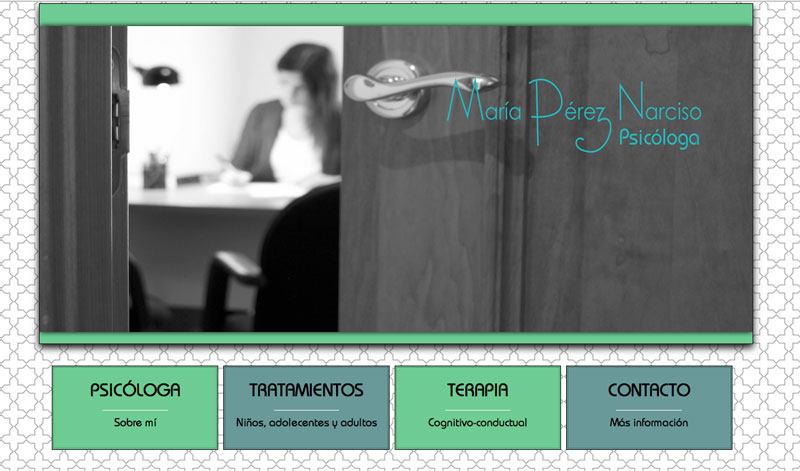 María Pérez Narciso
Psicóloga
PSICÓLOGA
Sobre mí
TRATAMIENTOS
Niños, adolecentes y adultos
TERAPIA
Cognitivo-conductual
CONTACTO
Más información